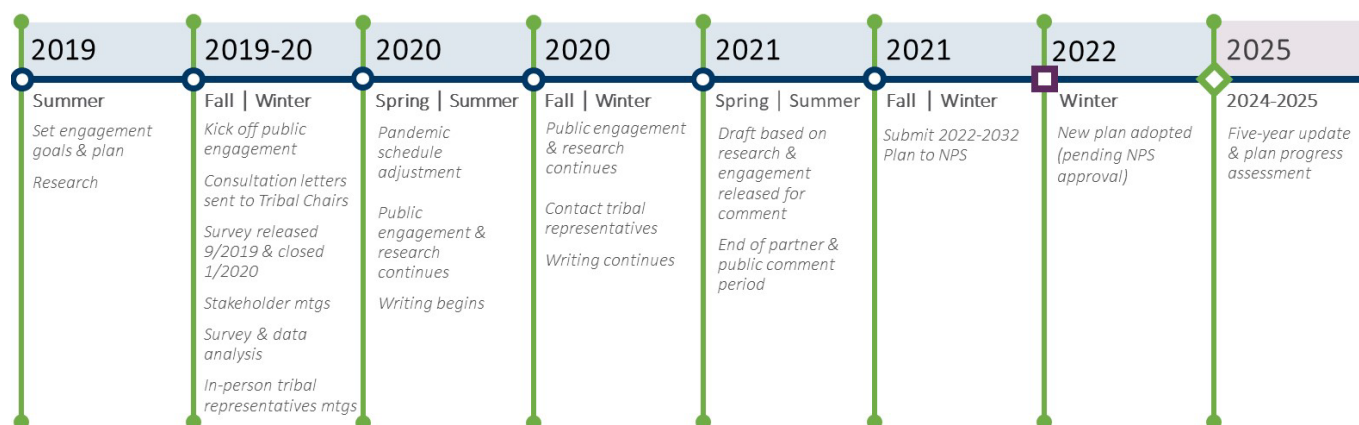 2019
Summer
Set engagement
goals & plan
Research
2019-20
Fall | Winter
Kick off public
engagement
Consultation letters
sent to Tribal Chairs
Survey released
9/2019 & closed
1/2020
Stakeholder mtgs
Survey & data
analysis
In-person tribal
representatives mtgs
2020
Spring | Summer
Pandemic
schedule
adjustment
Public
engagement &
research
continues
Writing begins
2020
Fall | Winter
Public engagement
& research
continues
Contact tribal
representatives
Writing continues
2021
Spring | Summer
Draft based on
research &
engagement
released for
comment
End of partner &
public comment
period
2021
Fall | Winter
Submit 2022-2032
Plan to NPS
2022
Winter
New plan adopted
(pending NPS
approval)
2025
2024-2025
Five-year update
& plan progress
assessment